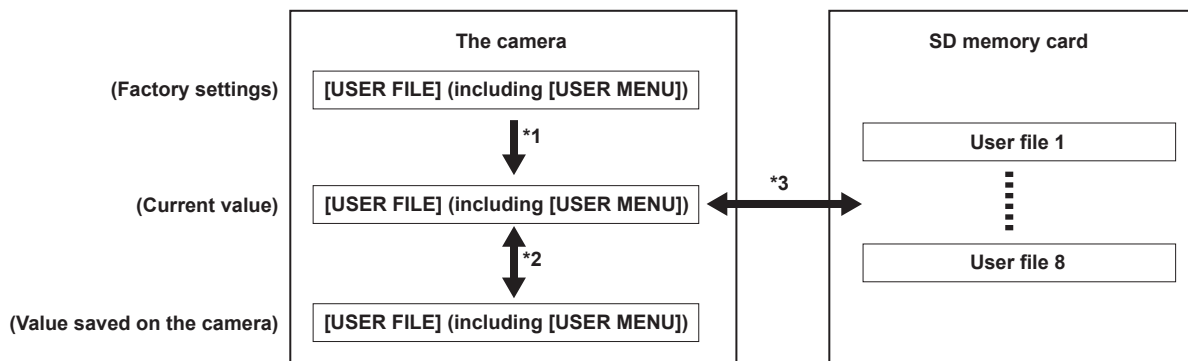 The camera
SD memory card
(Factory settings)
[USER FILE] (including [USER MENU])
*1
User file 1
(Current value)
[USER FILE] (including [USER MENU])
*3
*2
User file 8
(Value saved on the camera)
[USER FILE] (including [USER MENU])